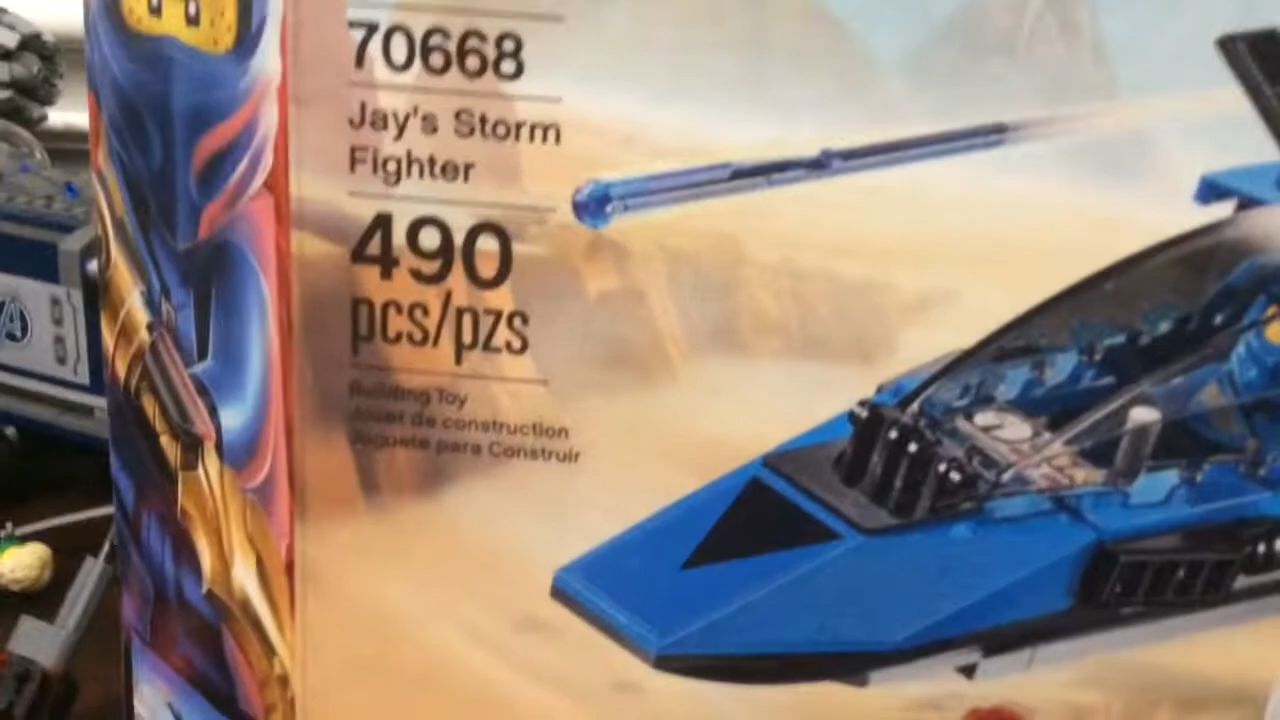 70668
Jay's Storm
Fighter
490
pcs/pzs
Building Toy
Jouet de construction
Juguete para Construir